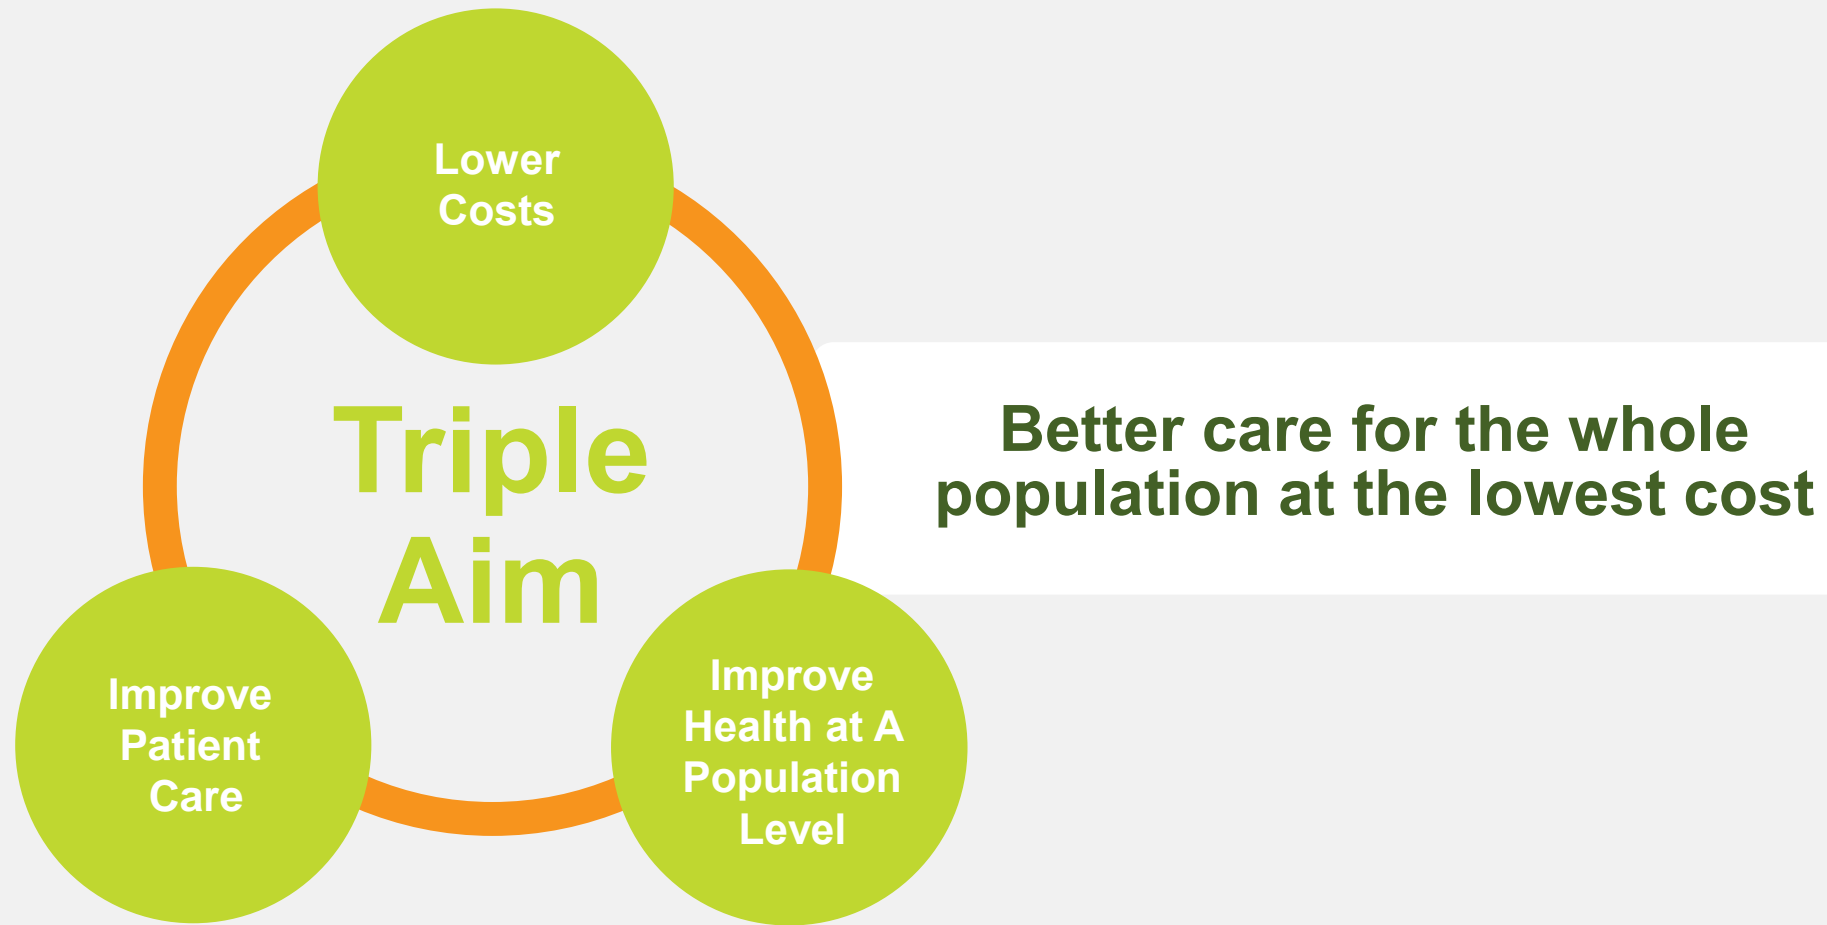 Lower
Costs
Triple
Aim
Better care for the whole
population at the lowest cost
Improve
Patient
Care
Improve
Health at A
Population
Level